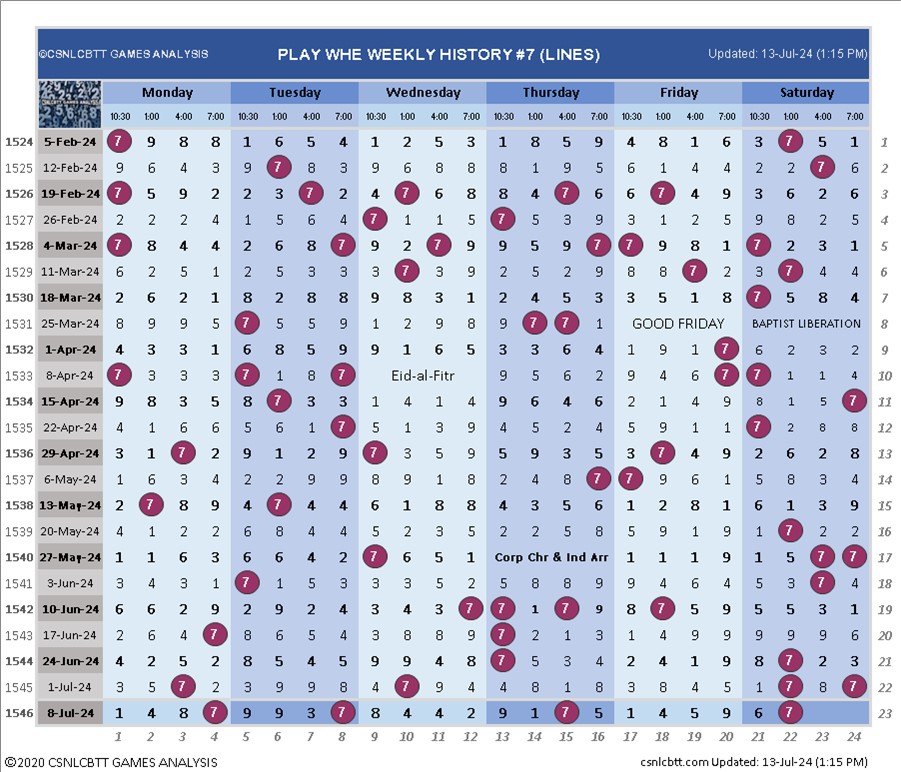 ©CSNLCBTT GAMES ANALYSIS PLAY WHE WEEKLY HISTORY #7 (LINES) Updated: 13-Jul-24 (1:15 PM)
Monday Tuesday Wednesday Thursday Friday Saturday
10:30 1:00 4:00 7:00 10:30 1:00 4:00 7:00 10:30 1:00 4:00 7:00 10:30 1:00 4:00 7:00 10:30 1:00 4:00 7:00 10:30 1:00 4:00 7:00
1524 5-Feb-24 7 9 8 8 1 6 5 4 1 2 5 3 1 8 5 9 4 8 1 6 3 7 5 1 1
1525 12-Feb-24 9 6 4 3 9 7 8 3 9 6 8 8 8 1 9 5 6 1 4 4 2 2 7 6 2
1526 19-Feb-24 7 5 9 2 2 3 7 2 4 7 6 8 8 4 7 6 6 7 4 9 3 6 2 6 3
1527 26-Feb-24 2 2 2 4 1 5 6 4 7 1 1 5 7 5 3 9 3 1 2 5 9 8 2 5 4
1528 4-Mar-24 7 8 4 4 2 6 8 7 9 2 7 9 9 5 9 7 7 9 8 1 7 2 3 1 5
1529 11-Mar-24 6 2 5 1 2 5 3 3 3 7 9 3 2 5 2 9 8 8 7 2 3 7 4 4 6
1530 18-Mar-24 2 6 2 1 8 2 8 8 9 8 3 1 2 4 5 3 3 5 1 8 7 5 8 4 7
1531 25-Mar-24 8 9 9 5 7 5 5 9 1 2 9 8 9 7 7 1 GOOD FRIDAY BAPTIST LIBERATION 8
1532 1-Apr-24 4 3 3 1 6 8 5 9 9 1 6 5 3 3 6 4 1 9 1 7 6 2 3 2 9
1533 8-Apr-24 7 3 3 3 7 1 8 7 Eid-al-Fitr 9 5 6 2 9 4 6 7 7 1 1 4 10
1534 15-Apr-24 9 8 3 5 8 7 3 3 1 4 1 4 9 6 4 6 2 1 4 9 8 1 5 7 11
1535 22-Apr-24 4 1 6 6 5 6 1 7 5 1 3 9 4 5 2 4 5 9 1 1 7 2 8 8 12
1536 29-Apr-24 3 1 7 2 9 1 2 9 7 3 5 9 5 9 3 5 3 7 4 9 2 6 2 8 13
1537 6-May-24 1 6 3 4 2 2 9 9 8 9 1 8 2 4 8 7 7 9 6 1 5 8 3 4 14
1538 13-May-24 2 7 8 9 4 7 4 4 6 1 8 8 4 3 5 6 1 2 8 1 6 1 3 9 15
1539 20-May-24 4 1 2 2 6 8 4 4 5 2 3 5 2 2 5 8 5 9 1 9 1 7 2 2 16
1540 27-May-24 1 1 6 3 6 6 4 2 7 6 5 1 Corp Chr & Ind Arr 1 1 1 9 1 5 7 7 17
1541 3-Jun-24 3 4 3 1 7 1 5 3 3 3 5 2 5 8 8 9 9 4 6 4 5 3 7 4 18
1542 10-Jun-24 6 6 2 9 2 9 2 4 3 4 3 7 7 1 7 9 8 7 5 9 5 5 3 1 19
1543 17-Jun-24 2 6 4 7 8 6 5 4 3 8 8 9 7 2 1 3 1 4 9 9 9 9 9 6 20
1544 24-Jun-24 4 2 5 2 8 5 4 5 9 9 4 8 7 5 3 4 2 4 1 9 8 7 2 3 21
1545 1-Jul-24 3 5 7 2 3 9 9 8 4 7 9 4 4 8 1 8 3 8 4 5 1 7 8 7 22
1546 8-Jul-24 1 4 8 7 9 9 3 7 8 4 4 2 9 1 7 5 1 4 5 9 6 7 23
1 2 3 4 5 6 7 8 9 10 11 12 13 14 15 16 17 18 19 20 21 22 23 24
©2020 CSNLCBTT GAMES ANALYSIS csnlcbtt.com Updated: 13-Jul-24 (1:15 PM)